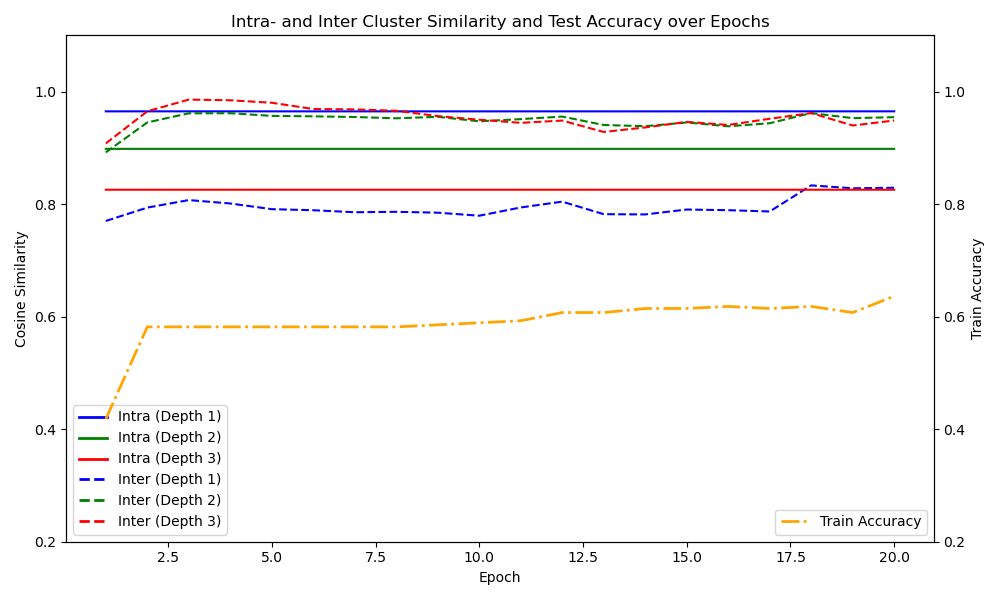 Intra- and Inter Cluster Similarity and Test Accuracy over Epochs
Cosine Similarity
1.0
0.8
0.6
0.4
0.2
1.0
0.8
0.6
0.4
0.2
Train Accuracy
Intra (Depth 1)
Intra (Depth 2)
Intra (Depth 3)
Inter (Depth 1)
Inter (Depth 2)
Inter (Depth 3)
Train Accuracy
2.5 5.0 7.5 10.0 12.5 15.0 17.5 20.0
Epoch